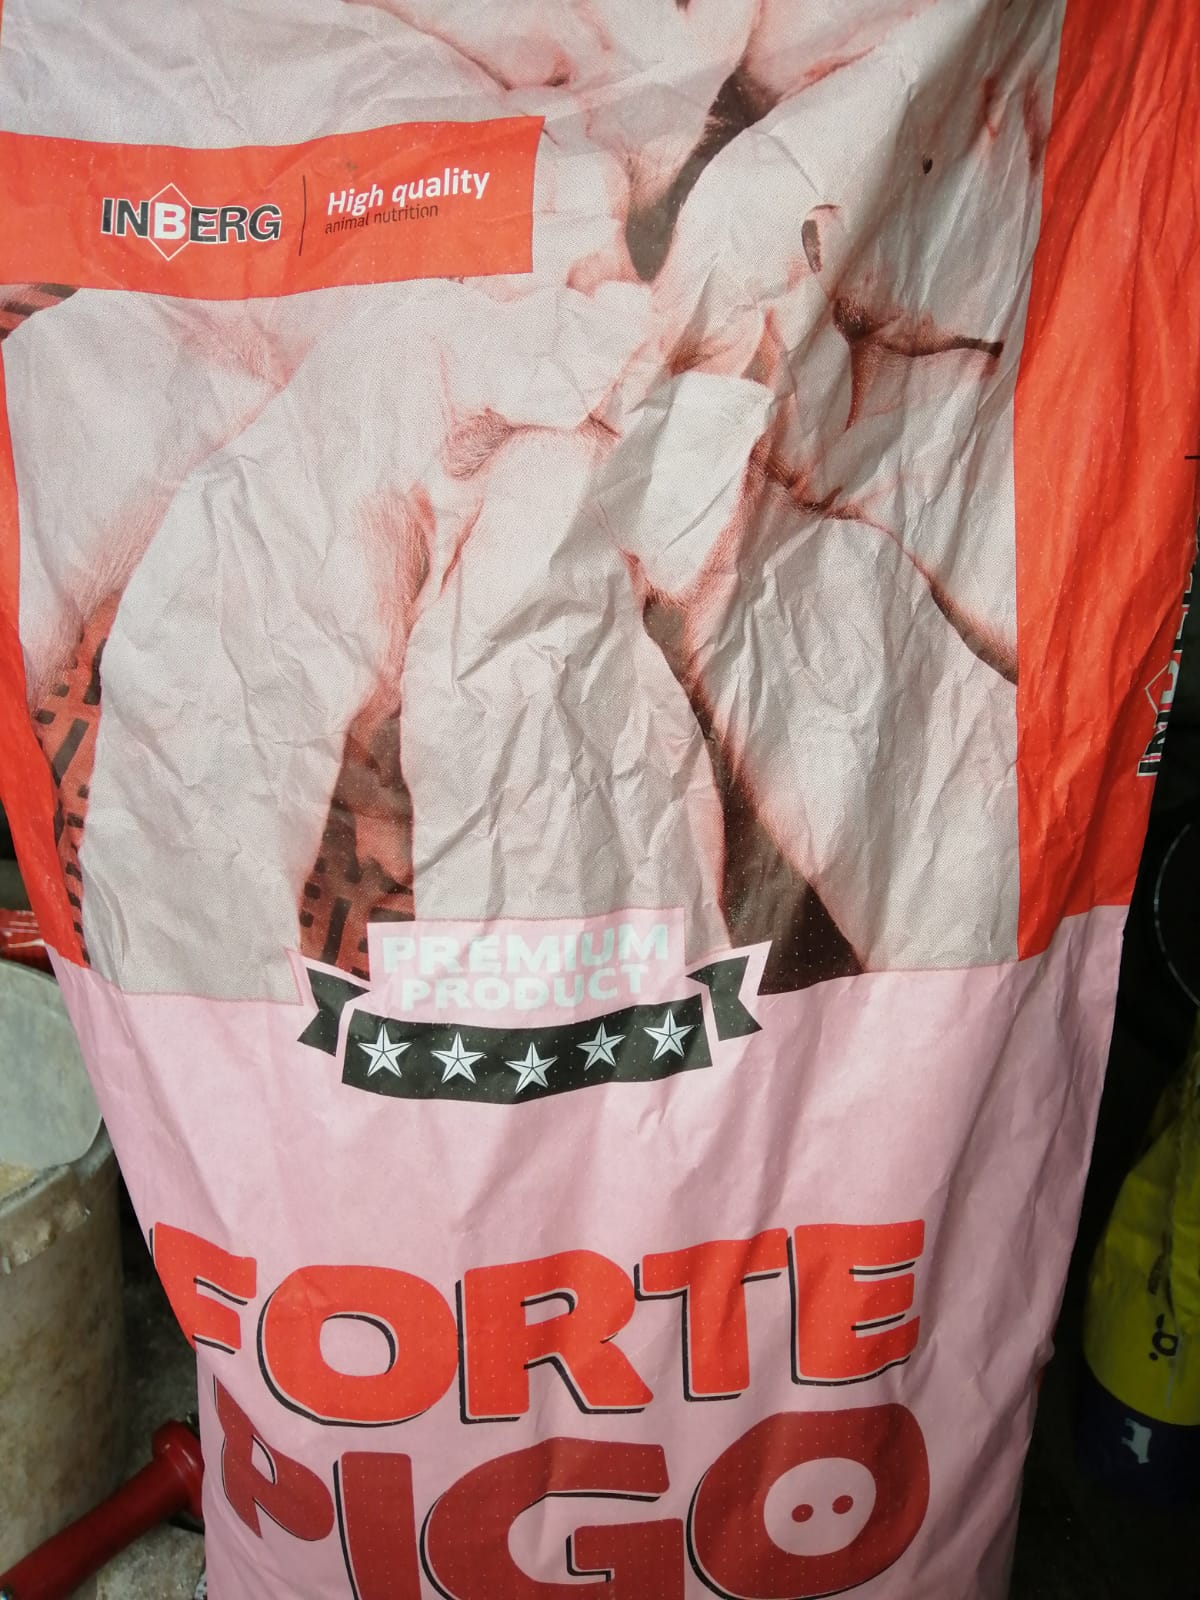 INBERG
High quality
animal nutrition
PREMIUM
PRODUCT
FORTE
PIGO